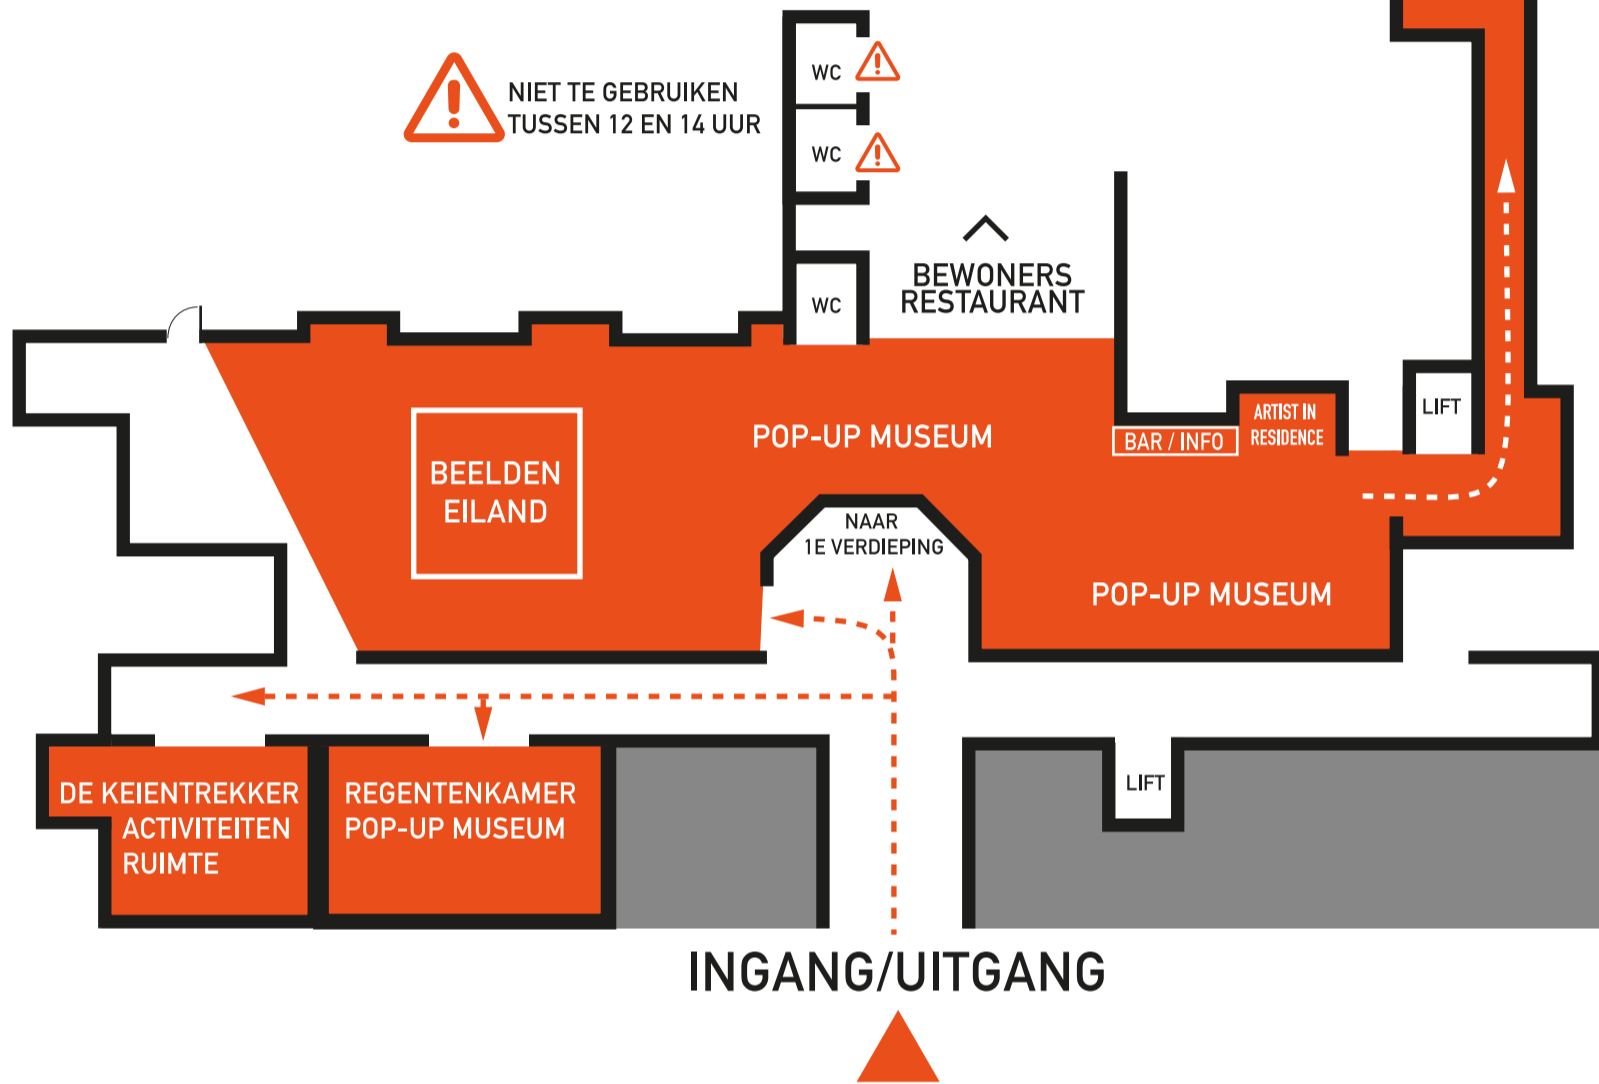 NIET TE GEBRUIKEN
TUSSEN 12 EN 14 UUR
WC
WC
WC
BEWONERS
RESTAURANT
BEELDEN
EILAND
POP-UP MUSEUM
BAR / INFO
ARTIST IN
RESIDENCE
LIFT
NAAR
1E VERDIEPING
POP-UP MUSEUM
DE KEIENTREKKER
ACTIVITEITEN
RUIMTE
REGENTENKAMER
POP-UP MUSEUM
LIFT
INGANG/UITGANG